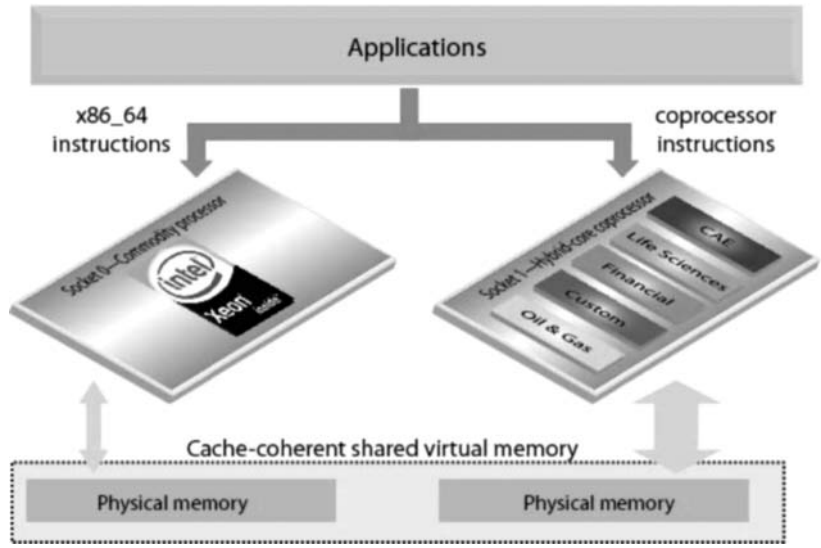 Applications
x86_64
instructions
coprocessor
instructions
Socket 0—Commodity processor
intel
Xeon
inside™
Socket 1—Hybrid-core coprocessor
CAE
Life Sciences
Financial
Custom
Oil & Gas
Cache-coherent shared virtual memory
Physical memory
Physical memory